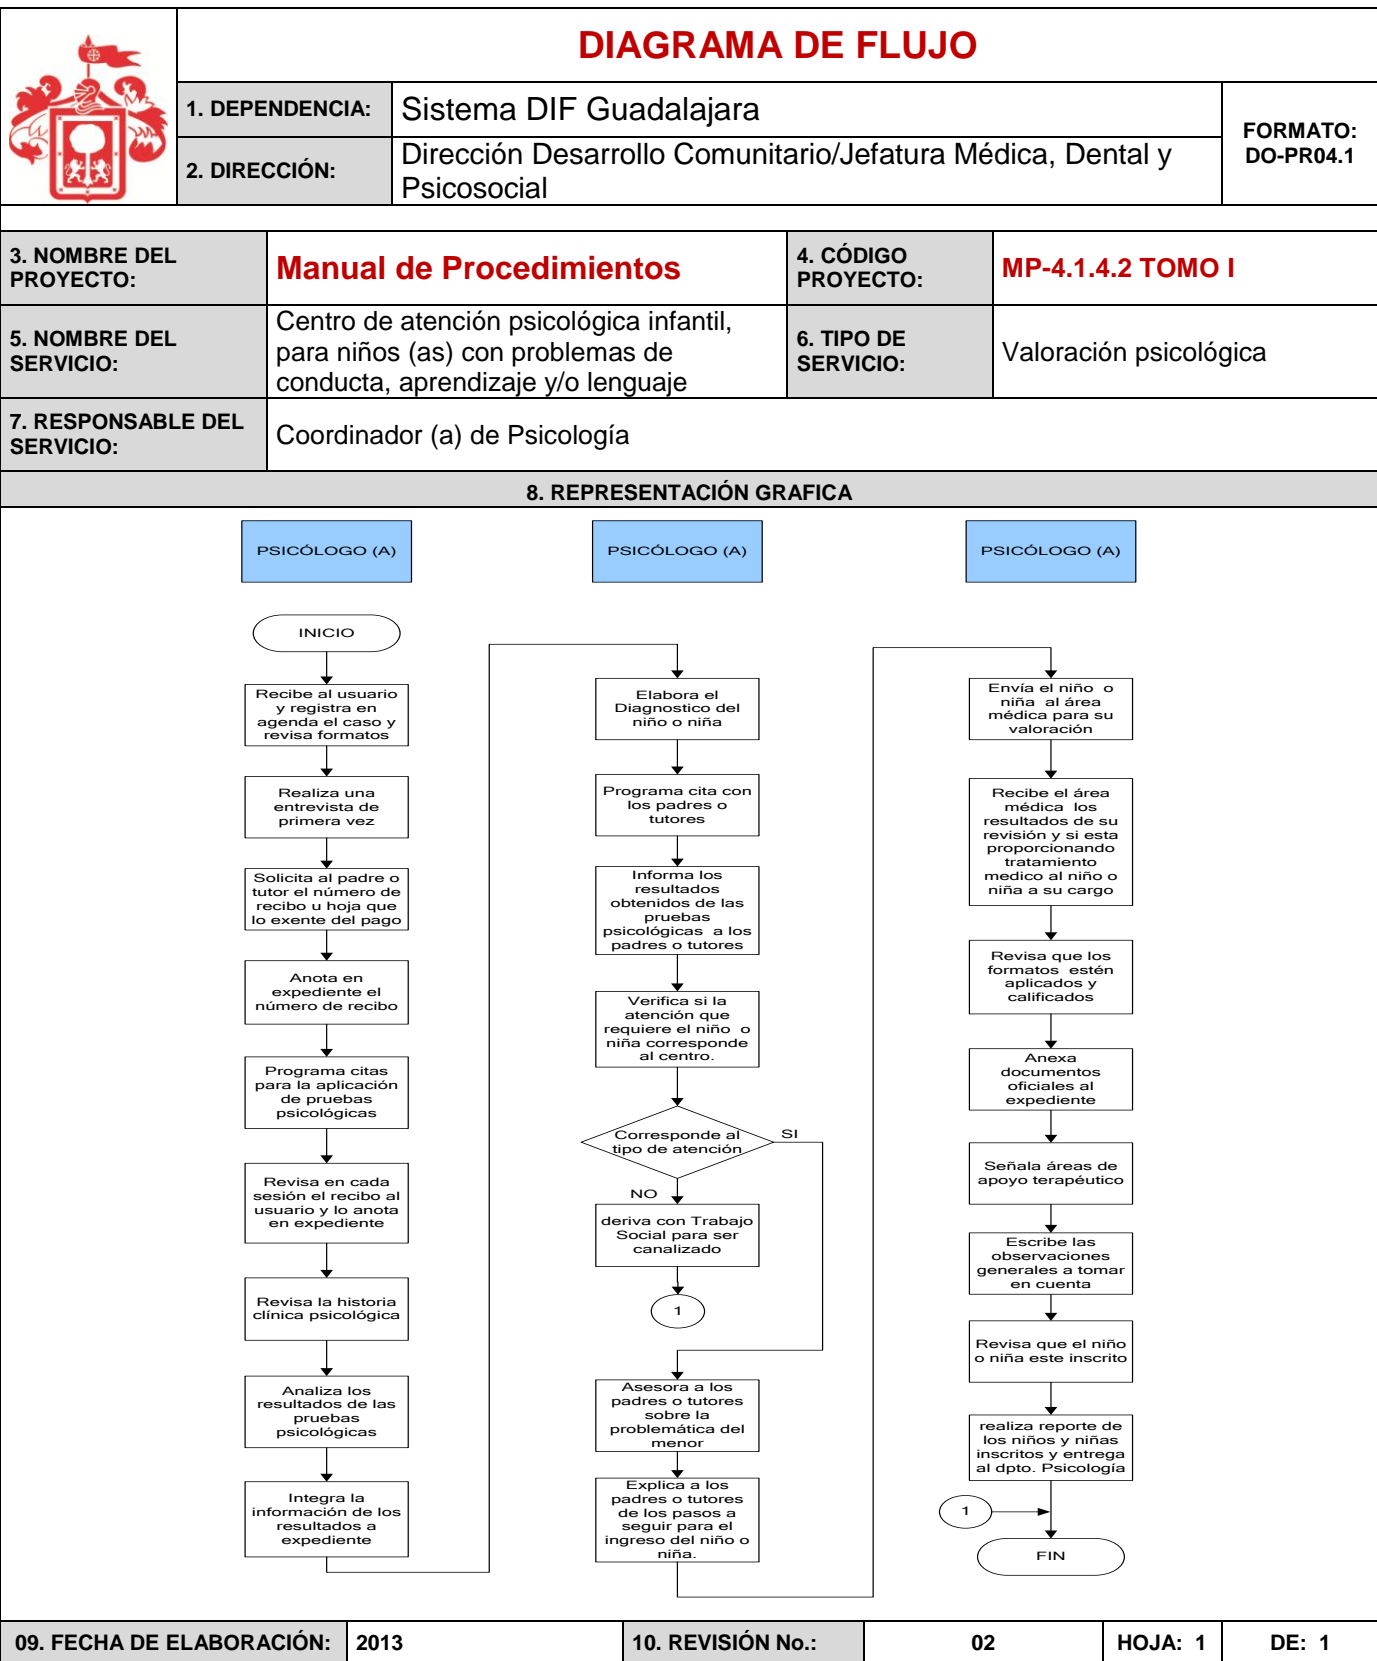 DIAGRAMA DE FLUJO
1. DEPENDENCIA:
Sistema DIF Guadalajara
FORMATO:
DO-PR04.1
2. DIRECCIÓN:
Dirección Desarrollo Comunitario/Jefatura Médica, Dental y
Psicosocial
3. NOMBRE DEL
PROYECTO:
Manual de Procedimientos
4. CÓDIGO
PROYECTO:
MP-4.1.4.2 TOMO I
5. NOMBRE DEL
SERVICIO:
Centro de atención psicológica infantil,
para niños (as) con problemas de
conducta, aprendizaje y/o lenguaje
6. TIPO DE
SERVICIO:
Valoración psicológica
7. RESPONSABLE DEL
SERVICIO:
Coordinador (a) de Psicología
8. REPRESENTACIÓN GRAFICA
PSICÓLOGO (A)
INICIO
Recibe al usuario
y registra en
agenda el caso y
revisa formatos
Realiza una
entrevista de
primera vez
Solicita al padre o
tutor el número de
recibo u hoja que
lo exente del pago
Anota en
expediente el
número de recibo
Programa citas
para la aplicación
de pruebas
psicológicas
Revisa en cada
sesión el recibo al
usuario y lo anota
en expediente
Revisa la historia
clínica psicológica
Analiza los
resultados de las
pruebas
psicológicas
Integra la
información de los
resultados a
expediente
PSICÓLOGO (A)
Elabora el
Diagnostico del
niño o niña
Programa cita con
los padres o
tutores
Informa los
resultados
obtenidos de las
pruebas
psicológicas a los
padres o tutores
Verifica si la
atención que
requiere el niño o
niña corresponde
al centro.
Corresponde al
tipo de atención
SI
NO
deriva con Trabajo
Social para ser
canalizado
1
Asesora a los
padres o tutores
sobre la
problemática del
menor
Explica a los
padres o tutores
de los pasos a
seguir para el
ingreso del niño o
niña.
PSICÓLOGO (A)
Envía el niño o
niña al área
médica para su
valoración
Recibe el área
médica los
resultados de su
revisión y si esta
proporcionando
tratamiento
medico al niño o
niña a su cargo
Revisa que los
formatos estén
aplicados y
calificados
Anexa
documentos
oficiales al
expediente
Señala áreas de
apoyo terapéutico
Escribe las
observaciones
generales a tomar
en cuenta
Revisa que el niño
o niña este inscrito
realiza reporte de
los niños y niñas
inscritos y entrega
al dpto. Psicología
1
FIN
09. FECHA DE ELABORACIÓN:
2013
10. REVISIÓN No.:
02
HOJA: 1
DE: 1